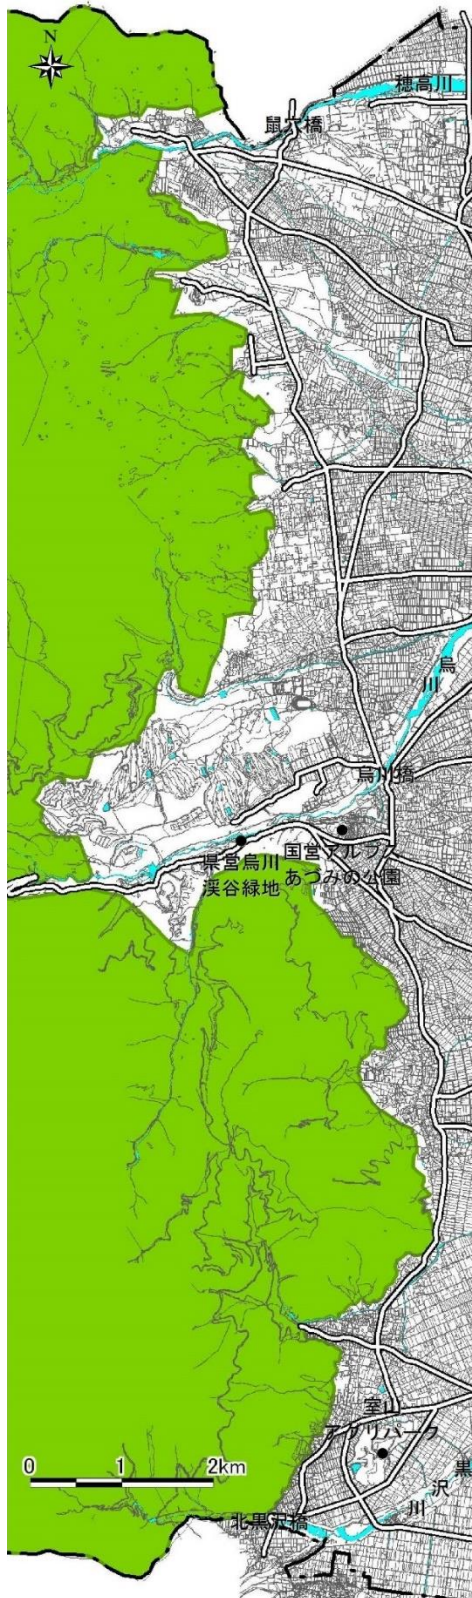 N
穂高川
鼠穴橋
烏
川
烏川橋
国営アルプス
あづみの公園
県営烏川
渓谷緑地
室山
アグリパーク
0 1 2km
黒
沢
川
北黒沢橋